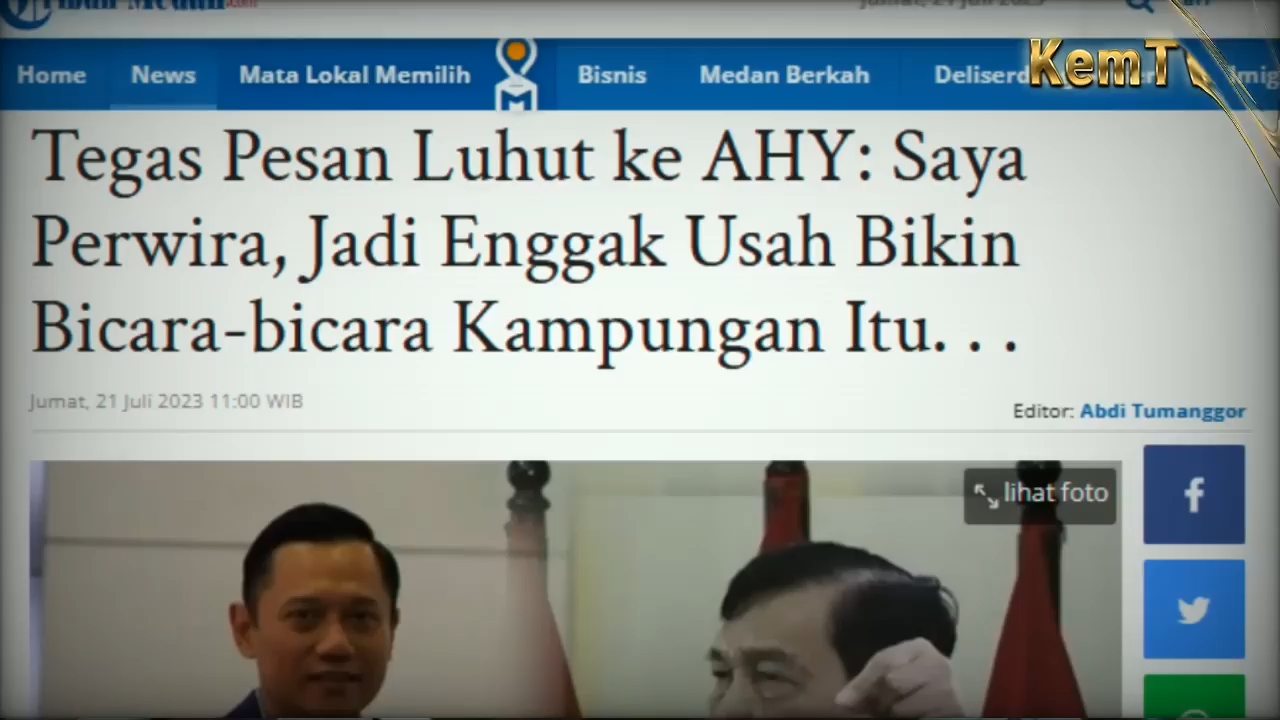 Home News Mata Lokal Memilih Bisnis Medan Berkah
KemTV
Tegas Pesan Luhut ke AHY: Saya
Perwira, Jadi Enggak Usah Bikin
Bicara-bicara Kampungan Itu. . .
Jumat, 21 Juli 2023 11:00 WIB
Editor: Abdi Tumanggor
lihat foto